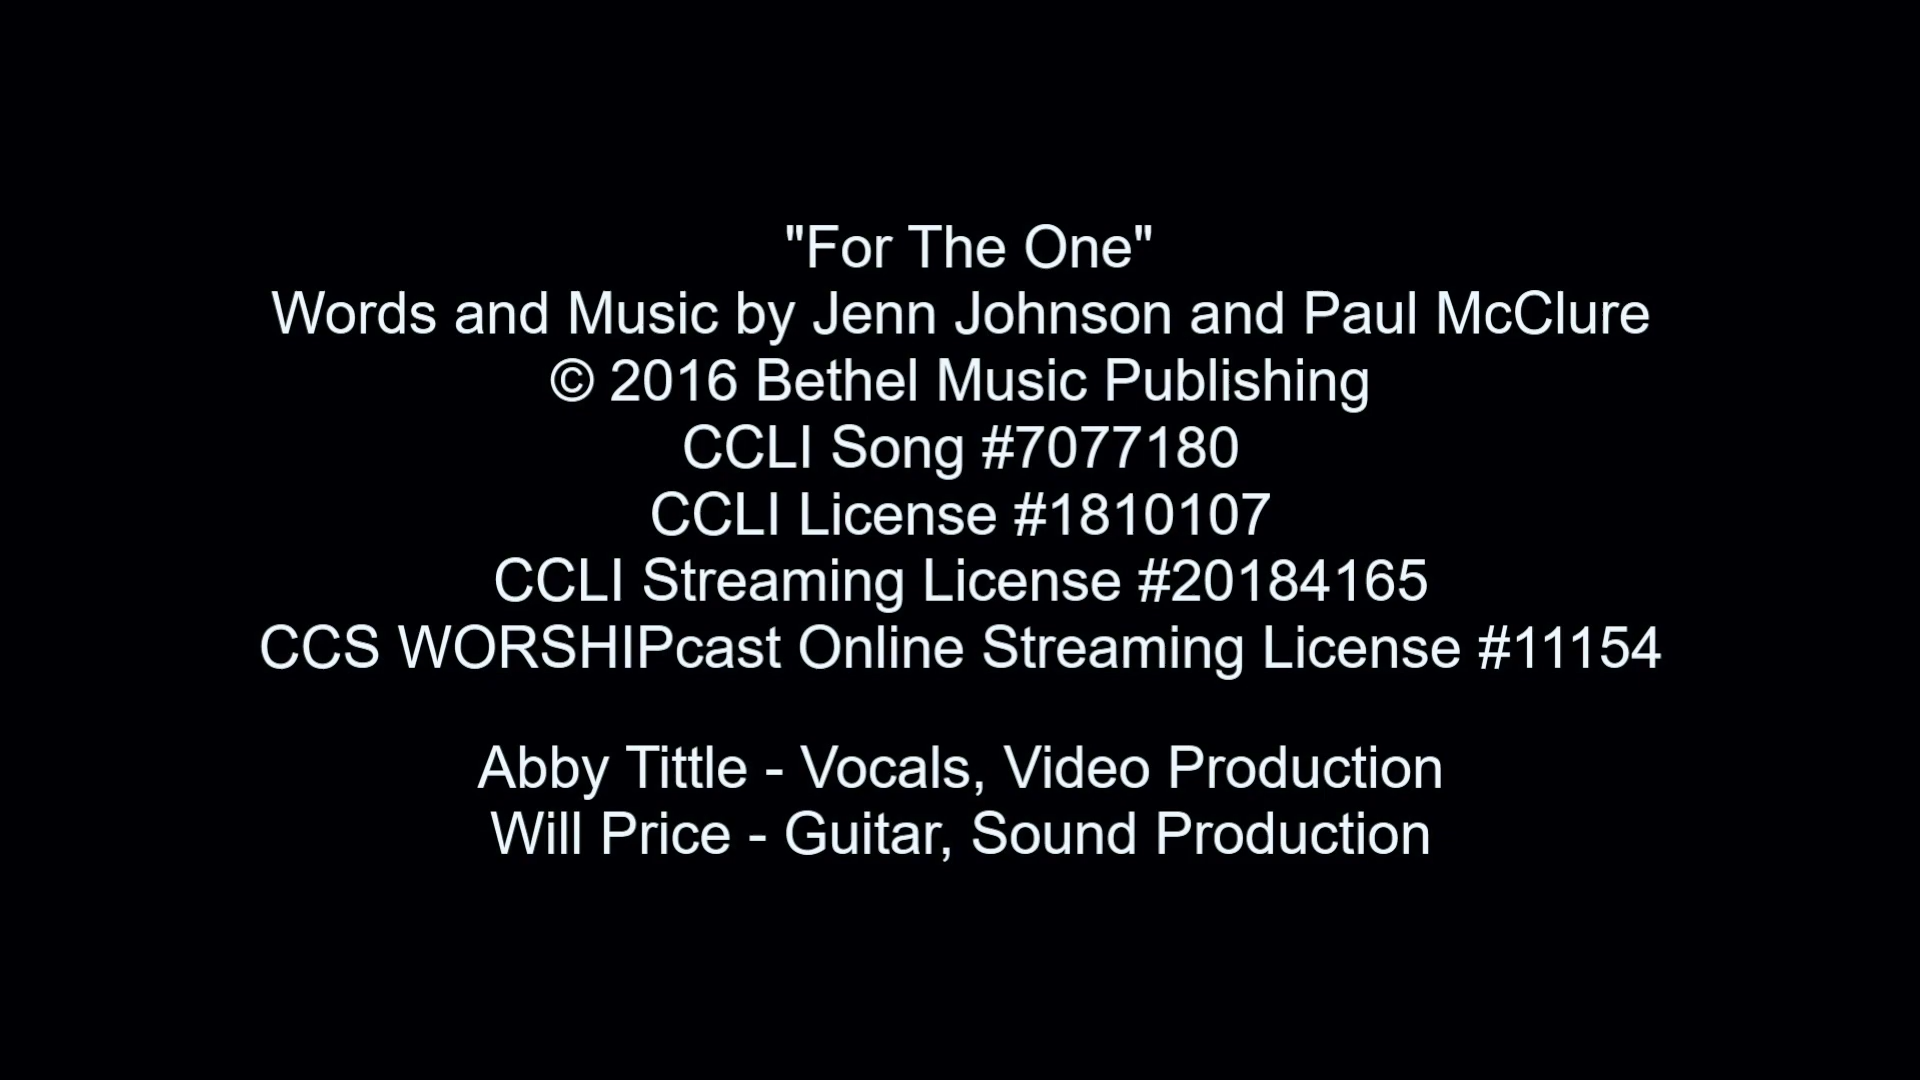 "For The One"
Words and Music by Jenn Johnson and Paul McClure
© 2016 Bethel Music Publishing
CCLI Song #7077180
CCLI License #1810107
CCLI Streaming License #20184165
CCS WORSHIPcast Online Streaming License #11154
Abby Tittle - Vocals, Video Production
Will Price - Guitar, Sound Production